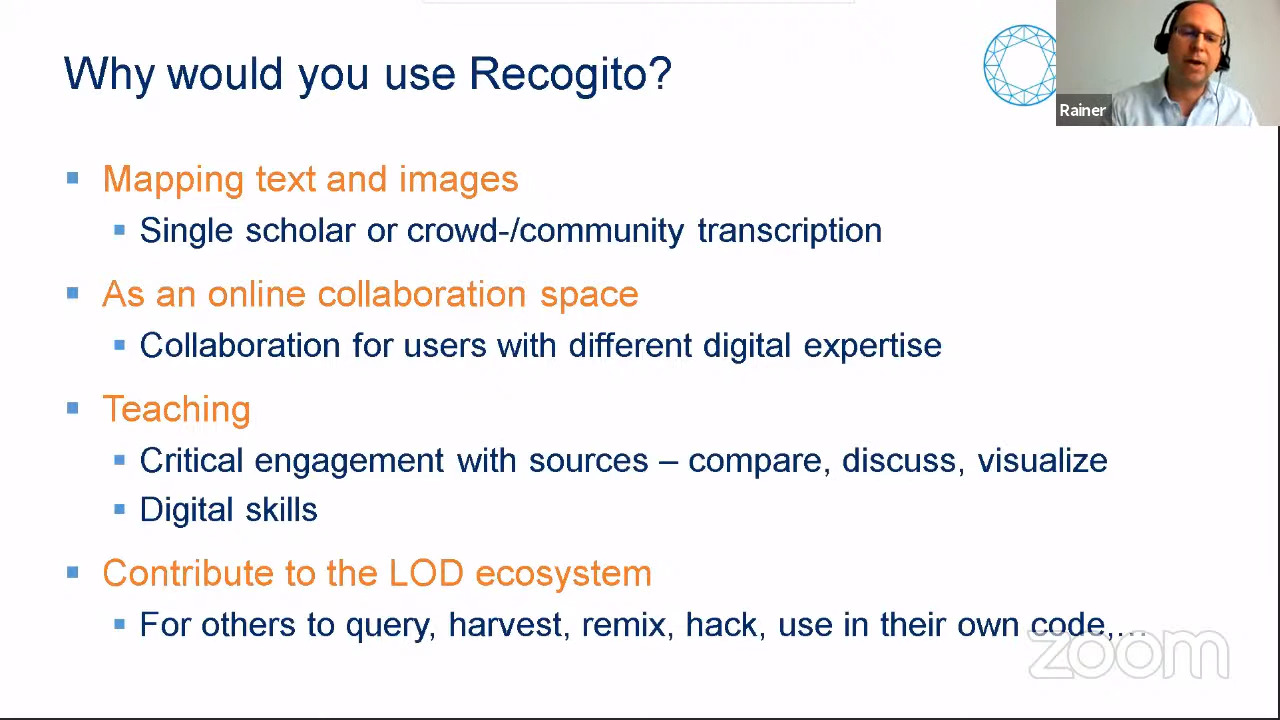 Why would you use Recogito?
Rainer
Mapping text and images
Single scholar or crowd-/community transcription
As an online collaboration space
Collaboration for users with different digital expertise
Teaching
Critical engagement with sources – compare, discuss, visualize
Digital skills
Contribute to the LOD ecosystem
For others to query, harvest, remix, hack, use in their own code,…
zoom